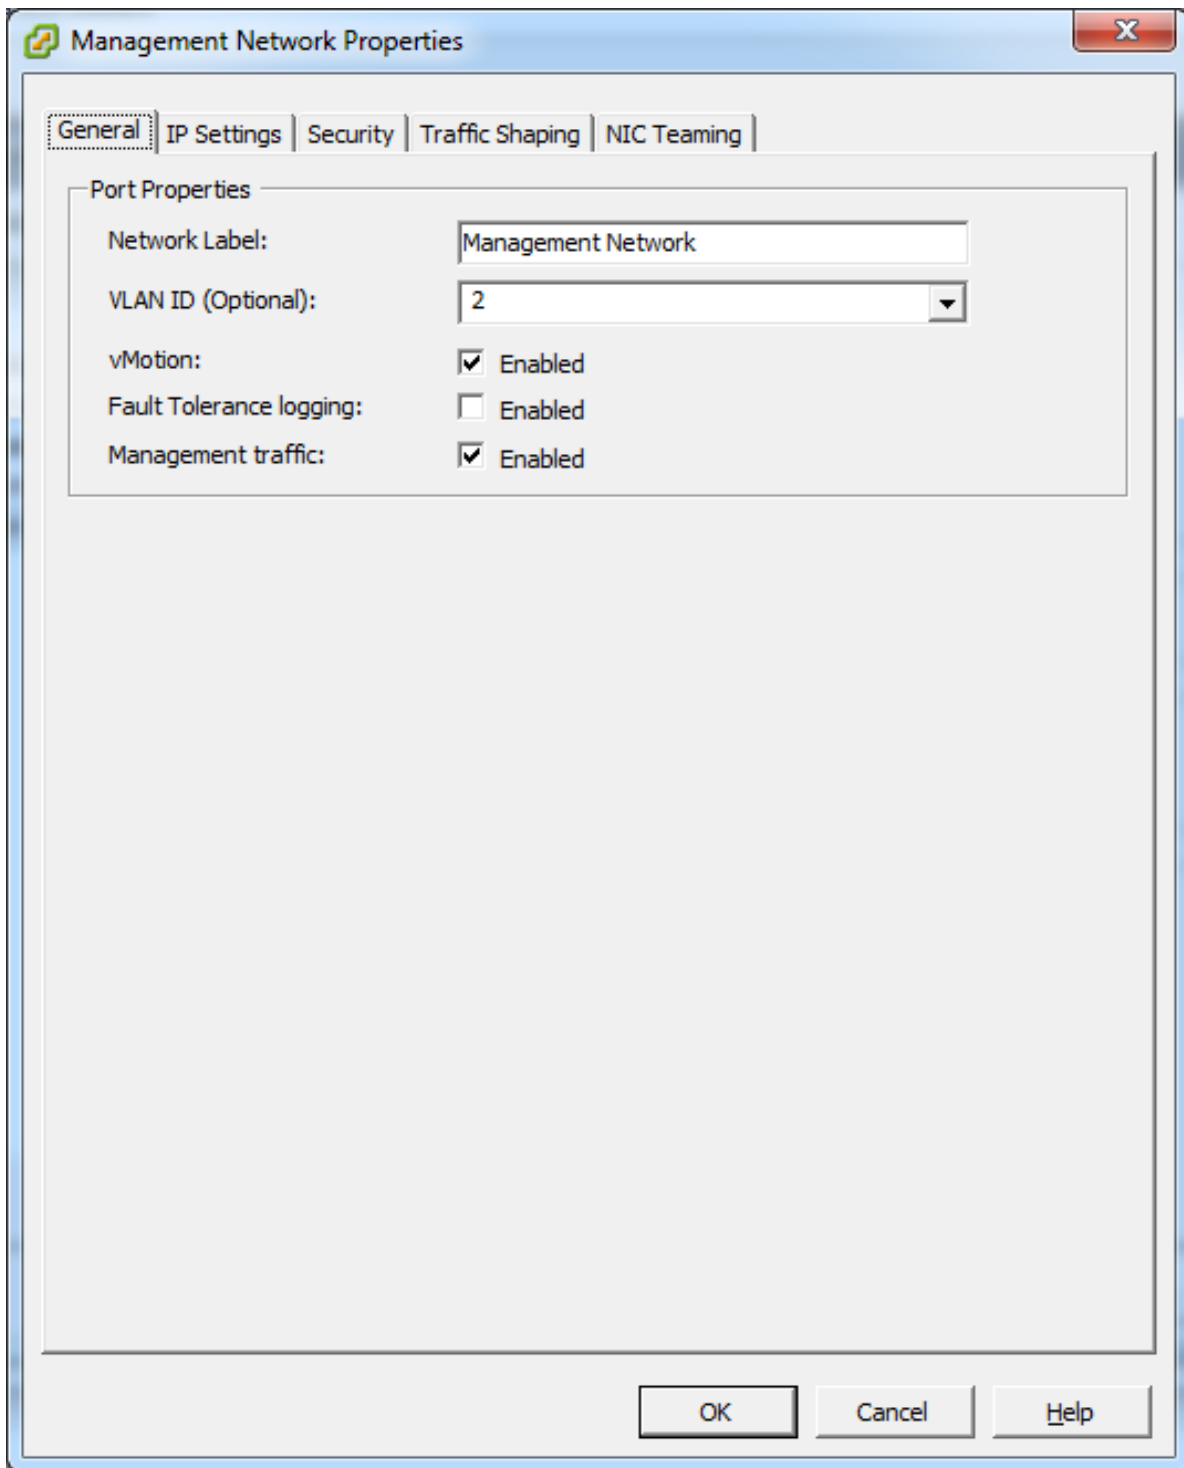 Management Network Properties
General IP Settings Security Traffic Shaping NIC Teaming
Port Properties
Network Label: Management Network
VLAN ID (Optional): 2
vMotion: Enabled
Fault Tolerance logging: Enabled
Management traffic: Enabled
OK Cancel Help